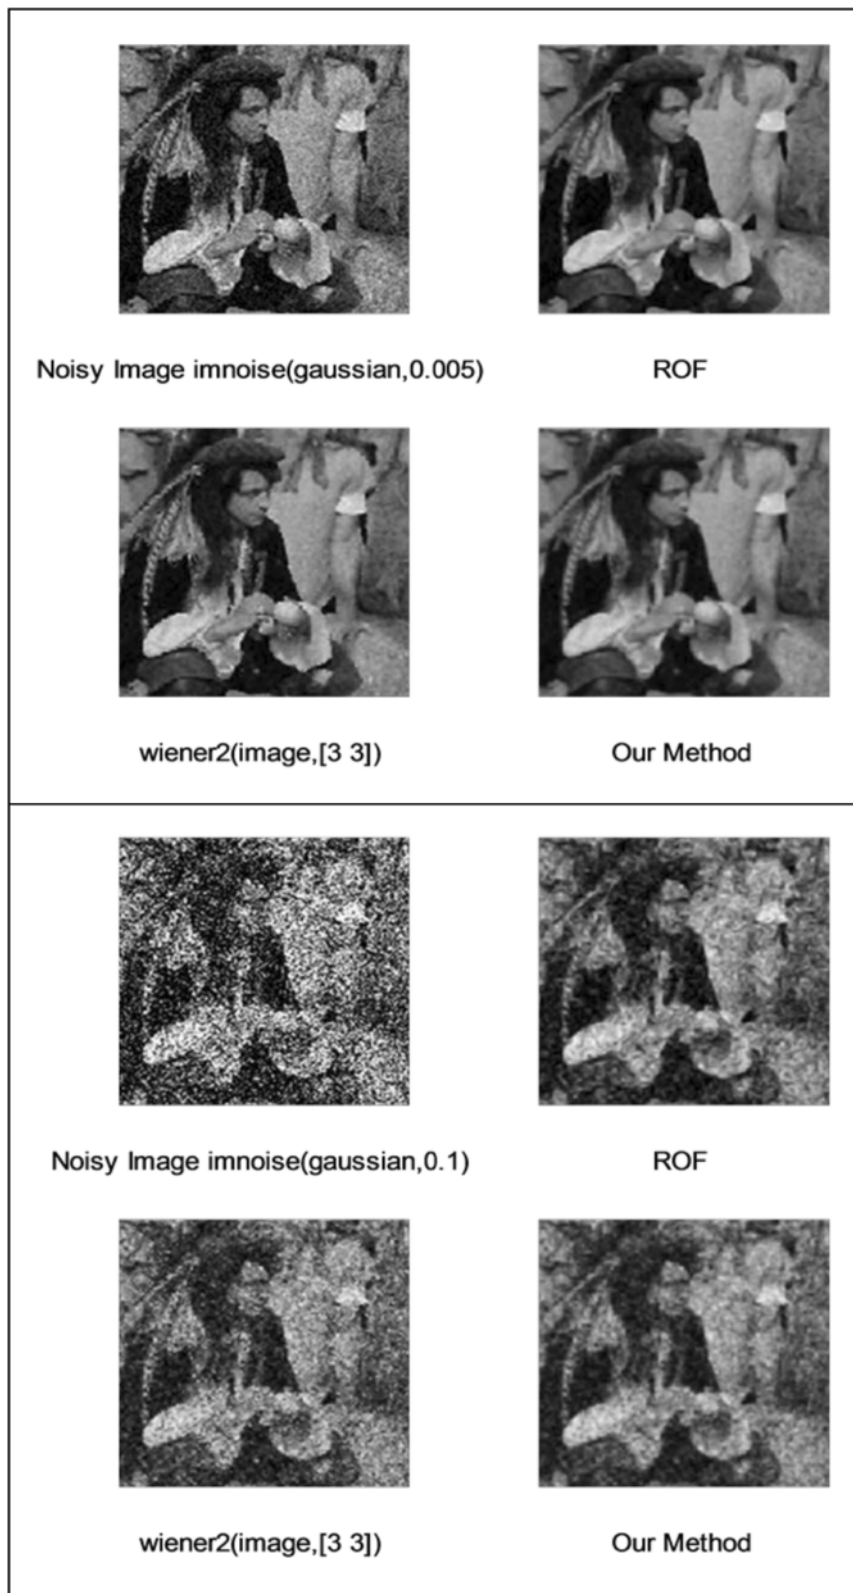 Noisy Image imnoise(gaussian,0.005)
ROF
wiener2(image,[3 3])
Our Method
Noisy Image imnoise(gaussian,0.1)
ROF
wiener2(image,[3 3])
Our Method